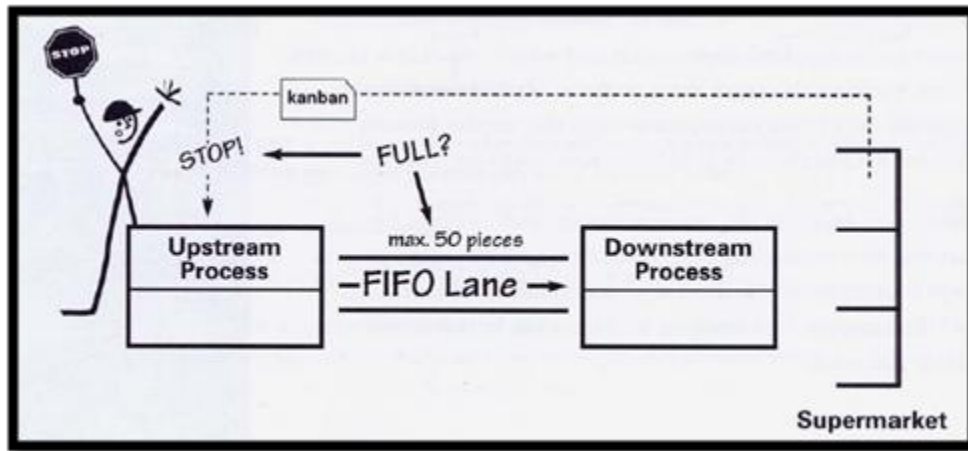 STOP
kanban
STOP!
FULL?
max. 50 pieces
Upstream
Process
FIFO Lane
Downstream
Process
Supermarket